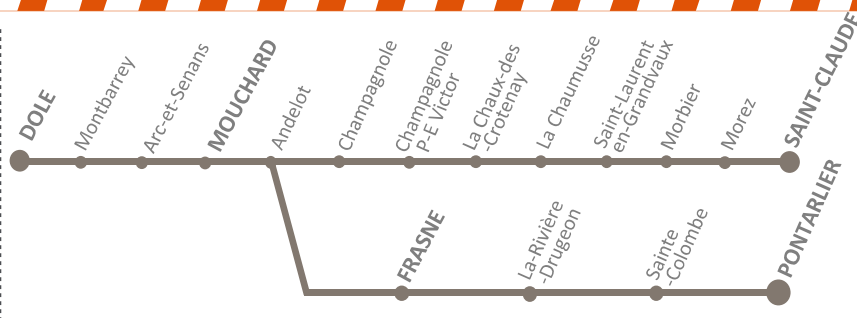 DOLE
Montbarrey
Arc-et-Senans
MOUCHARD
Andelot
Champagnole
Champagnole
P-E Victor
La Chaux-des
-Crotenay
La Chaumusse
Saint-Laurent
en-Grandvaux
Morbier
Morez
SAINT-CLAUDE
FRASNE
La-Rivière
-Drugeon
Sainte
-Colombe
PONTARLIER